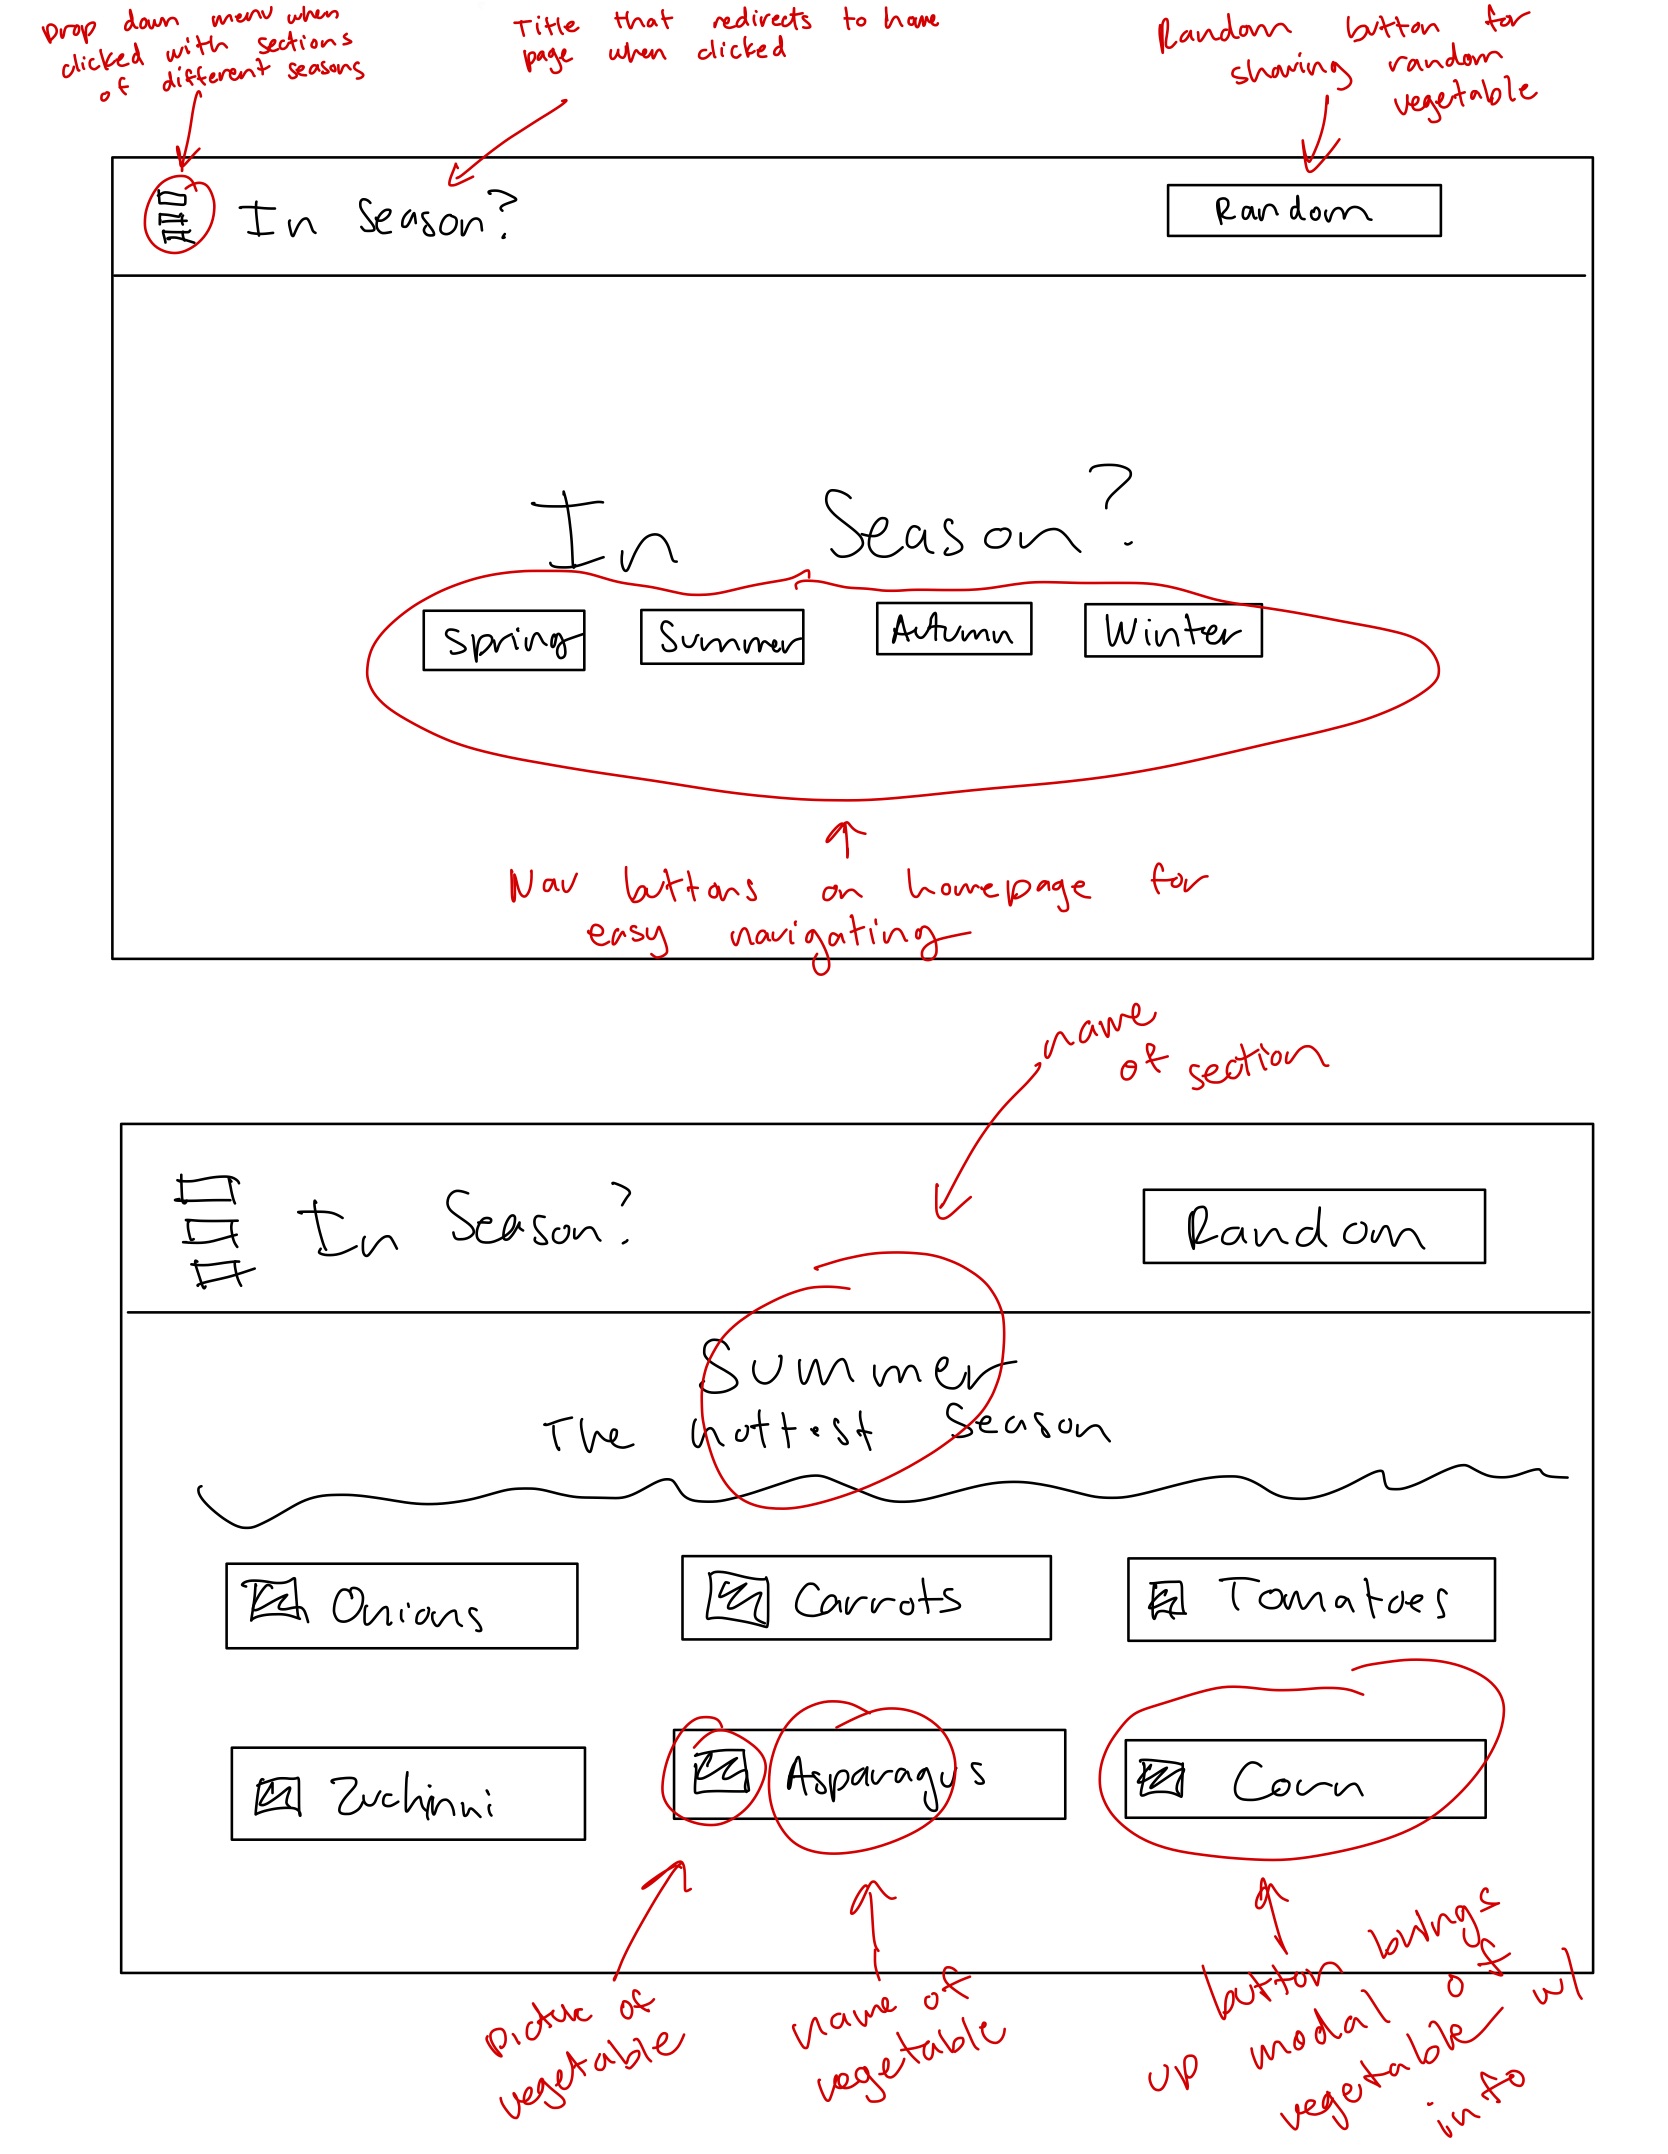 Drop down menu when
clicked with sections
of different seasons
Title that redirects to home
page when clicked
Random button for
showing random
vegetable
In Season?
Random
In Season?
Spring
Summer
Autumn
Winter
Nav buttons on homepage for
easy navigating
name
of section
In Season?
Random
Summer
The hottest Season
Onions
Carrots
Tomatoes
Zuchinni
Asparagus
Corn
picture of
vegetable
name of
vegetable
button brings
up modal of
vegetable w/
info